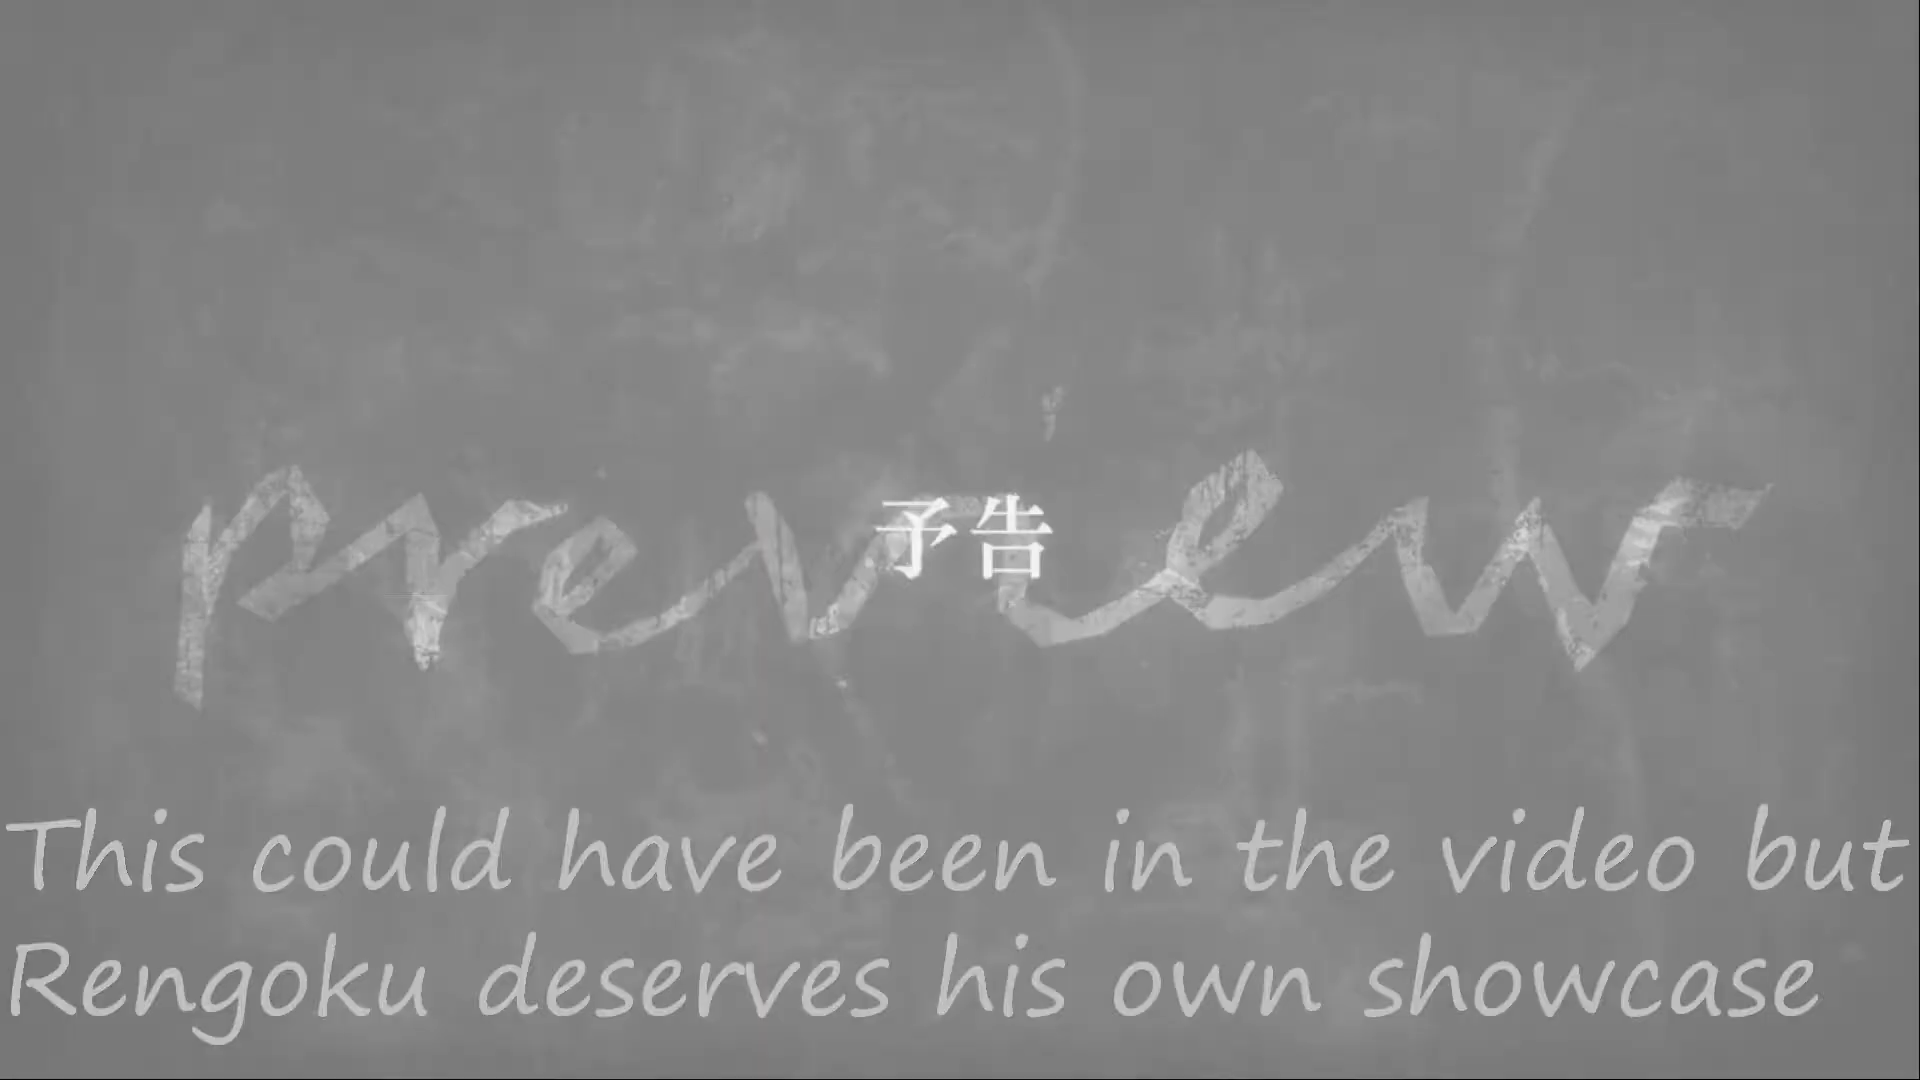 preview
予告
This could have been in the video but
Rengoku deserves his own showcase